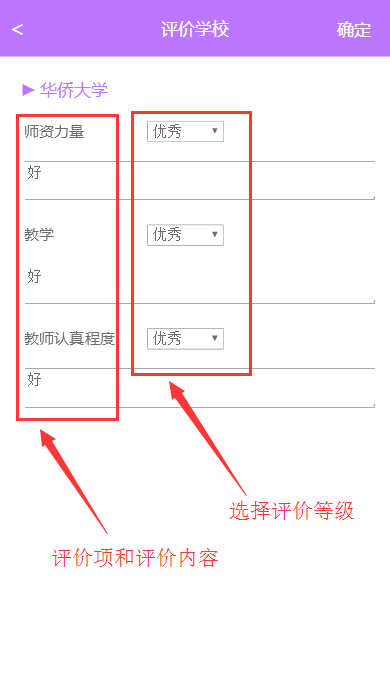 < 评价学校 确定
► 华侨大学
师资力量 优秀 ▼
好
教学 优秀 ▼
好
教师认真程度 优秀 ▼
好
选择评价等级
评价项和评价内容